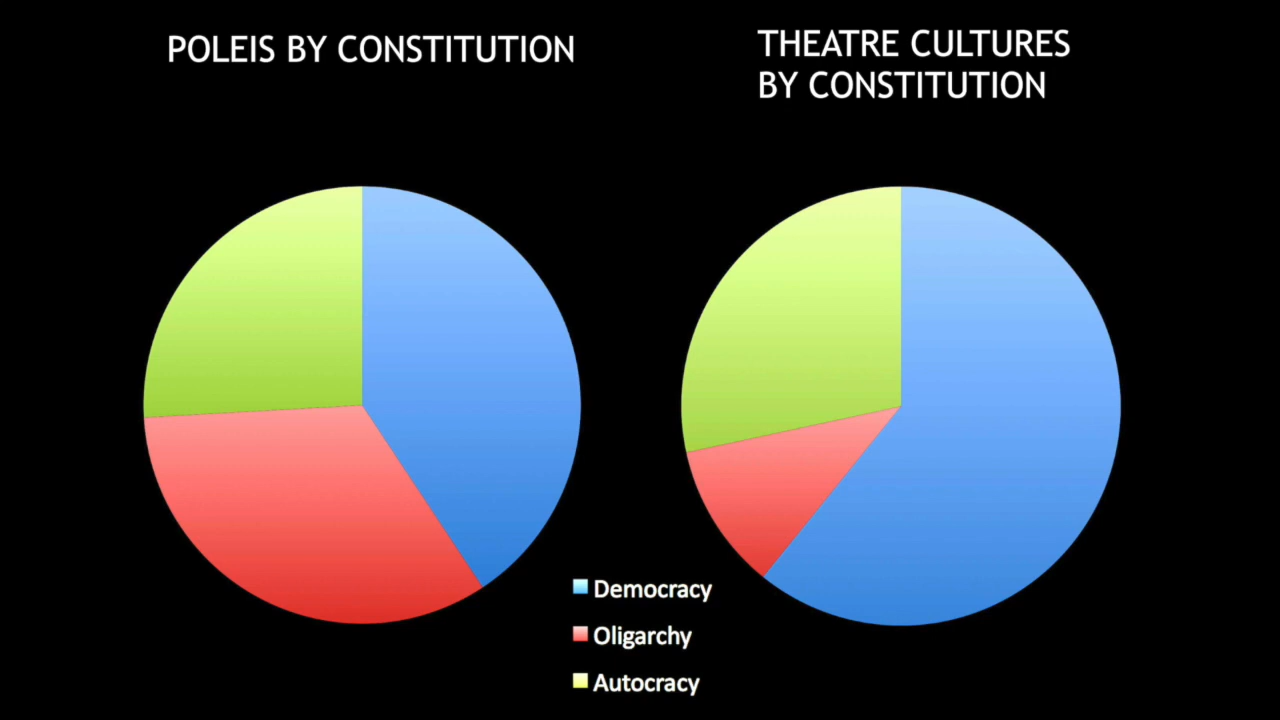 POLEIS BY CONSTITUTION
THEATRE CULTURES
BY CONSTITUTION
Democracy
Oligarchy
Autocracy